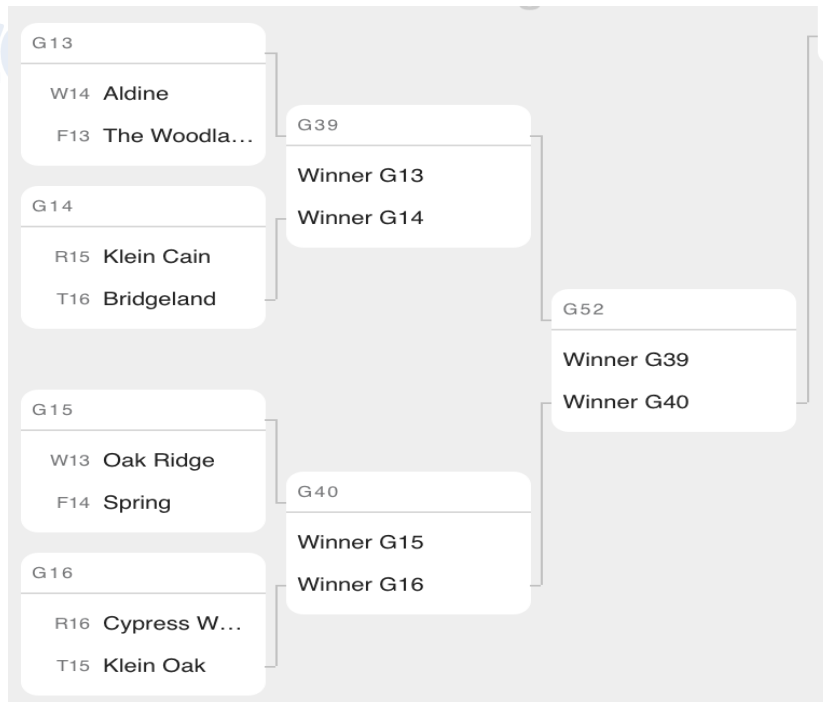 G13
W14 Aldine
F13 The Woodla...
G14
R15 Klein Cain
T16 Bridgeland
G15
W13 Oak Ridge
F14 Spring
G16
R16 Cypress W...
T15 Klein Oak
G39
Winner G13
Winner G14
G40
Winner G15
Winner G16
G52
Winner G39
Winner G40